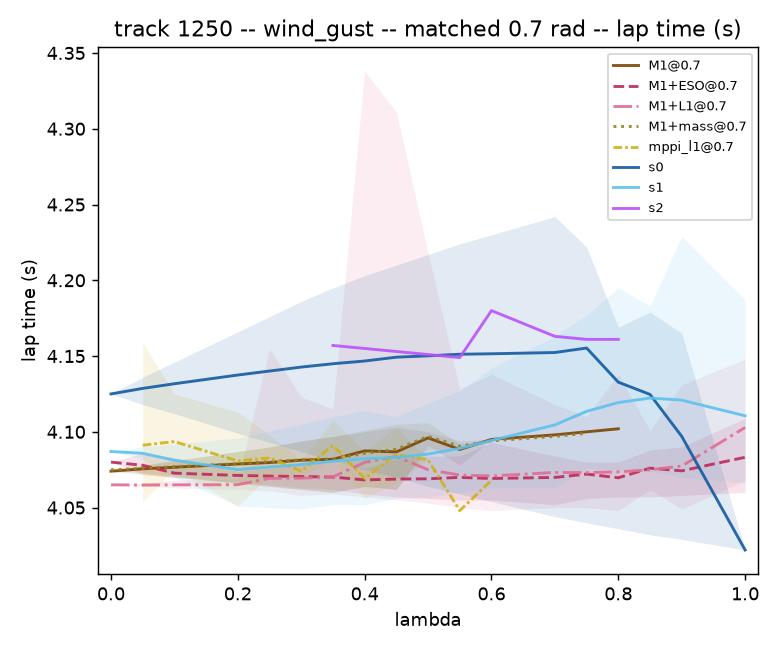 track 1250 -- wind_gust -- matched 0.7 rad -- lap time (s)
4.35
4.30
4.25
4.20
4.15
4.10
4.05
lap time (s)
0.0
0.2
0.4
0.6
0.8
1.0
lambda
M1@0.7
M1+ESO@0.7
M1+L1@0.7
M1+mass@0.7
mppi_l1@0.7
s0
s1
s2